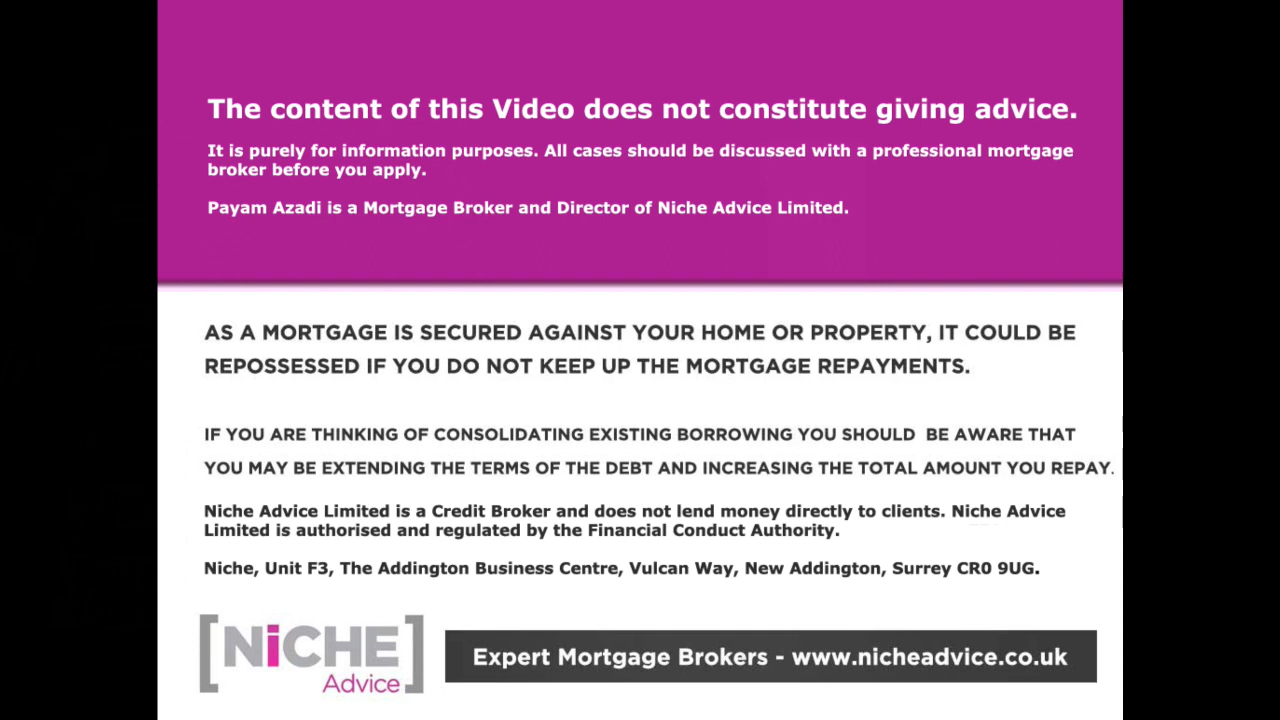 The content of this Video does not constitute giving advice.
It is purely for information purposes. All cases should be discussed with a professional mortgage
broker before you apply.
Payam Azadi is a Mortgage Broker and Director of Niche Advice Limited.
AS A MORTGAGE IS SECURED AGAINST YOUR HOME OR PROPERTY, IT COULD BE
REPOSSESSED IF YOU DO NOT KEEP UP THE MORTGAGE REPAYMENTS.
IF YOU ARE THINKING OF CONSOLIDATING EXISTING BORROWING YOU SHOULD BE AWARE THAT
YOU MAY BE EXTENDING THE TERMS OF THE DEBT AND INCREASING THE TOTAL AMOUNT YOU REPAY.
Niche Advice Limited is a Credit Broker and does not lend money directly to clients. Niche Advice
Limited is authorised and regulated by the Financial Conduct Authority.
Niche, Unit F3, The Addington Business Centre, Vulcan Way, New Addington, Surrey CR0 9UG.
[NiCHE
Advice]
Expert Mortgage Brokers - www.nicheadvice.co.uk